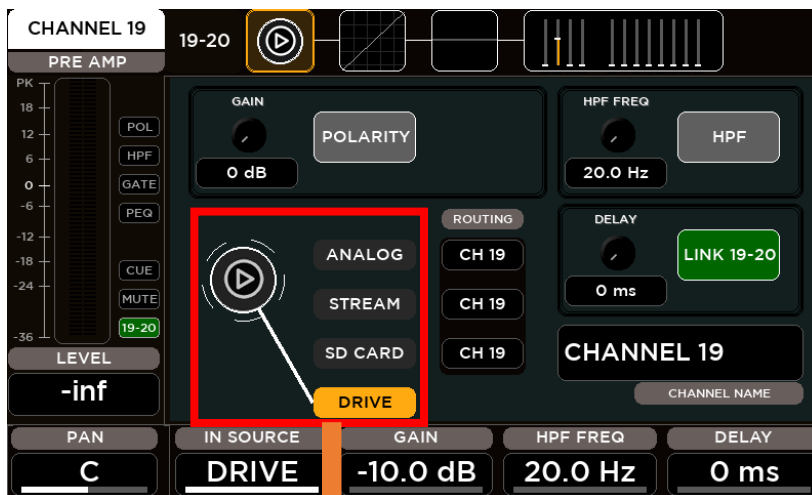 CHANNEL 19
PRE AMP
PK
18
12
6
0
-6
-12
-18
-24
-36
POL
HPF
GATE
PEQ
CUE
MUTE
19-20
LEVEL
-inf
PAN
C
19-20
GAIN
0 dB
POLARITY
HPF FREQ
20.0 Hz
HPF
ANALOG
STREAM
SD CARD
DRIVE
ROUTING
CH 19
CH 19
CH 19
DELAY
0 ms
LINK 19-20
CHANNEL 19
CHANNEL NAME
IN SOURCE
DRIVE
GAIN
-10.0 dB
HPF FREQ
20.0 Hz
DELAY
0 ms